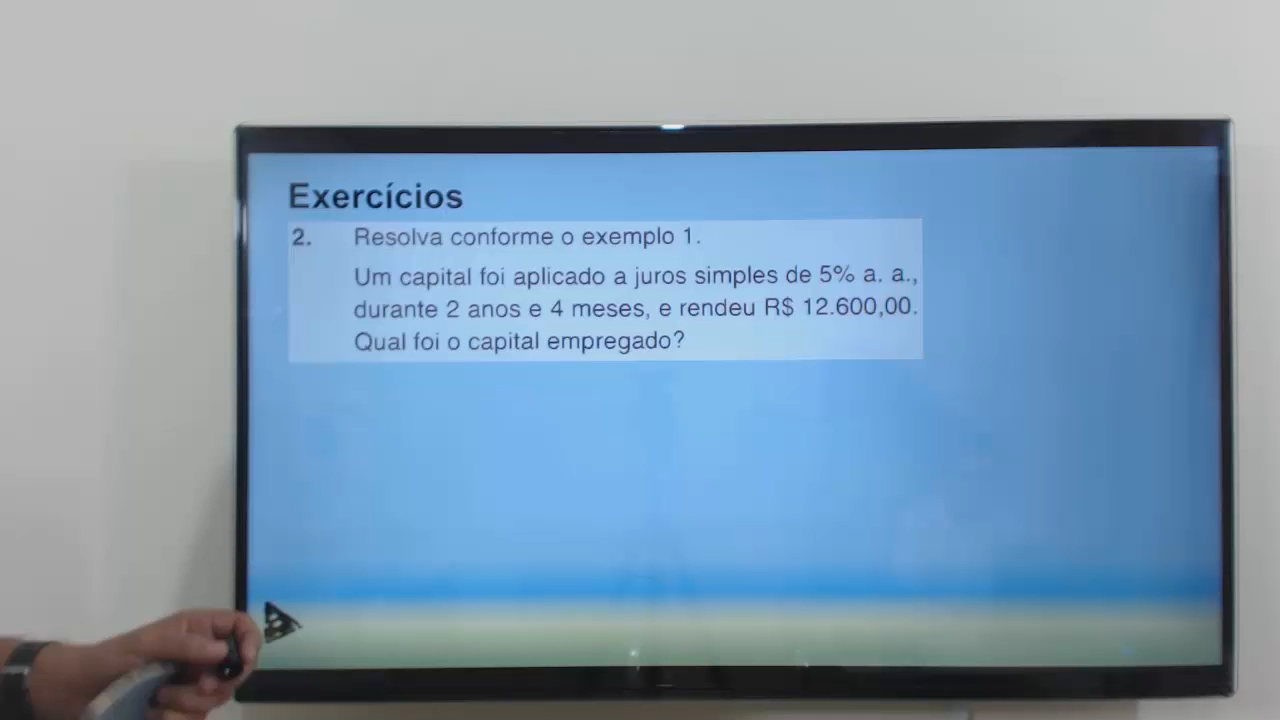 Exercícios
2. Resolva conforme o exemplo 1.
Um capital foi aplicado a juros simples de 5% a. a.,
durante 2 anos e 4 meses, e rendeu R$ 12.600,00.
Qual foi o capital empregado?